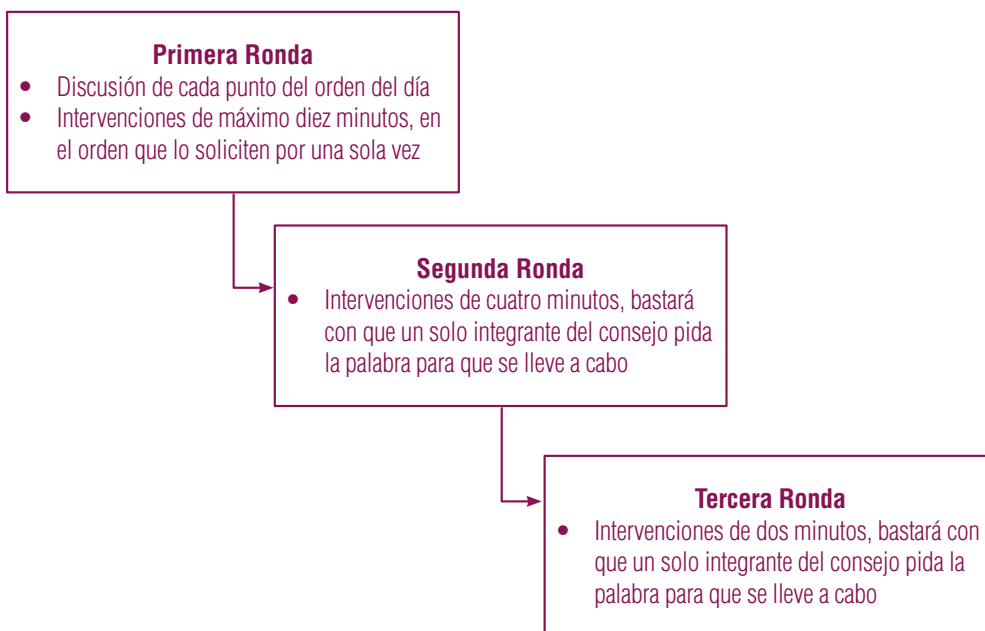 Primera Ronda
• Discusión de cada punto del orden del día
• Intervenciones de máximo diez minutos, en
el orden que lo soliciten por una sola vez
Segunda Ronda
• Intervenciones de cuatro minutos, bastará
con que un solo integrante del consejo pida
la palabra para que se lleve a cabo
Tercera Ronda
• Intervenciones de dos minutos, bastará con
que un solo integrante del consejo pida la
palabra para que se lleve a cabo